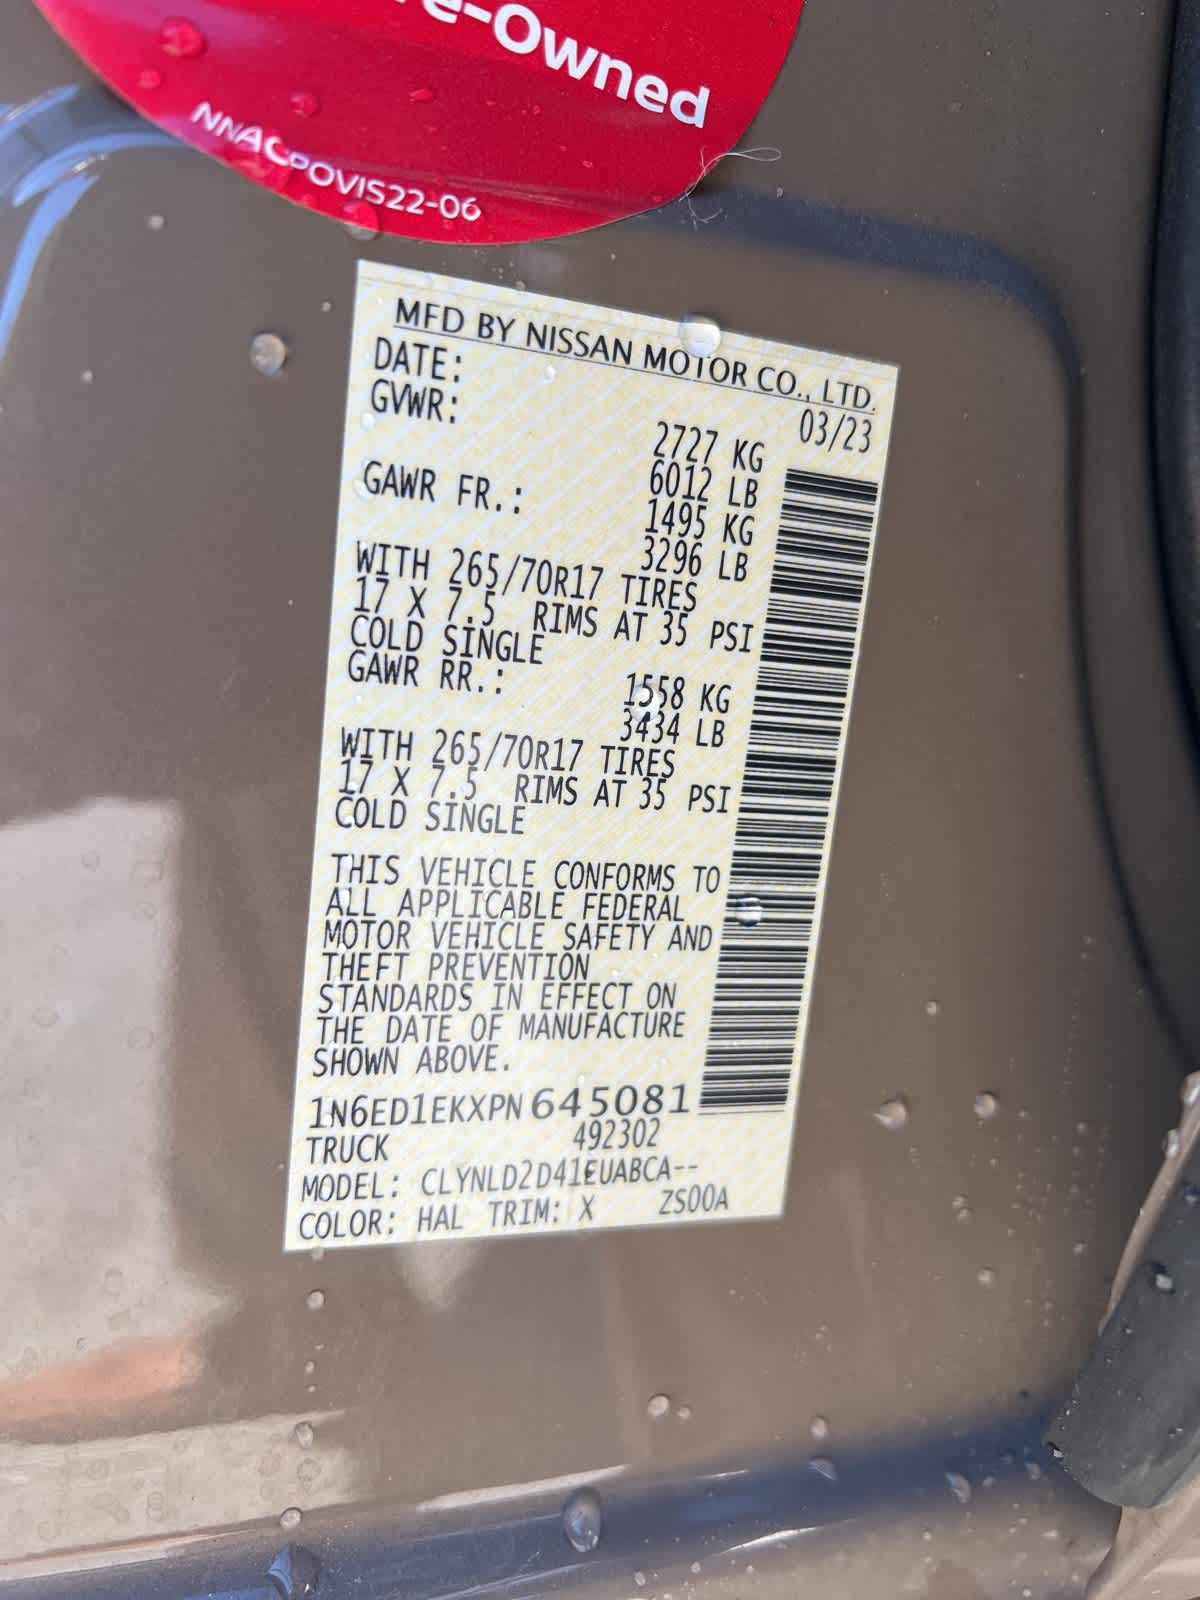 re-Owned
NNACPOVIS22-06
MFD BY NISSAN MOTOR CO., LTD.
DATE: 03/23
GVWR: 2727 KG
6012 LB
GAWR FR.: 1495 KG
3296 LB
WITH 265/70R17 TIRES
17 X 7.5 RIMS AT 35 PSI
COLD SINGLE
GAWR RR.: 1558 KG
3434 LB
WITH 265/70R17 TIRES
17 X 7.5 RIMS AT 35 PSI
COLD SINGLE
THIS VEHICLE CONFORMS TO
ALL APPLICABLE FEDERAL
MOTOR VEHICLE SAFETY AND
THEFT PREVENTION
STANDARDS IN EFFECT ON
THE DATE OF MANUFACTURE
SHOWN ABOVE.
1N6ED1EKXPN645081
TRUCK 492302
MODEL: CLYNLD2D41EUABCA--
COLOR: HAL TRIM: X ZS00A